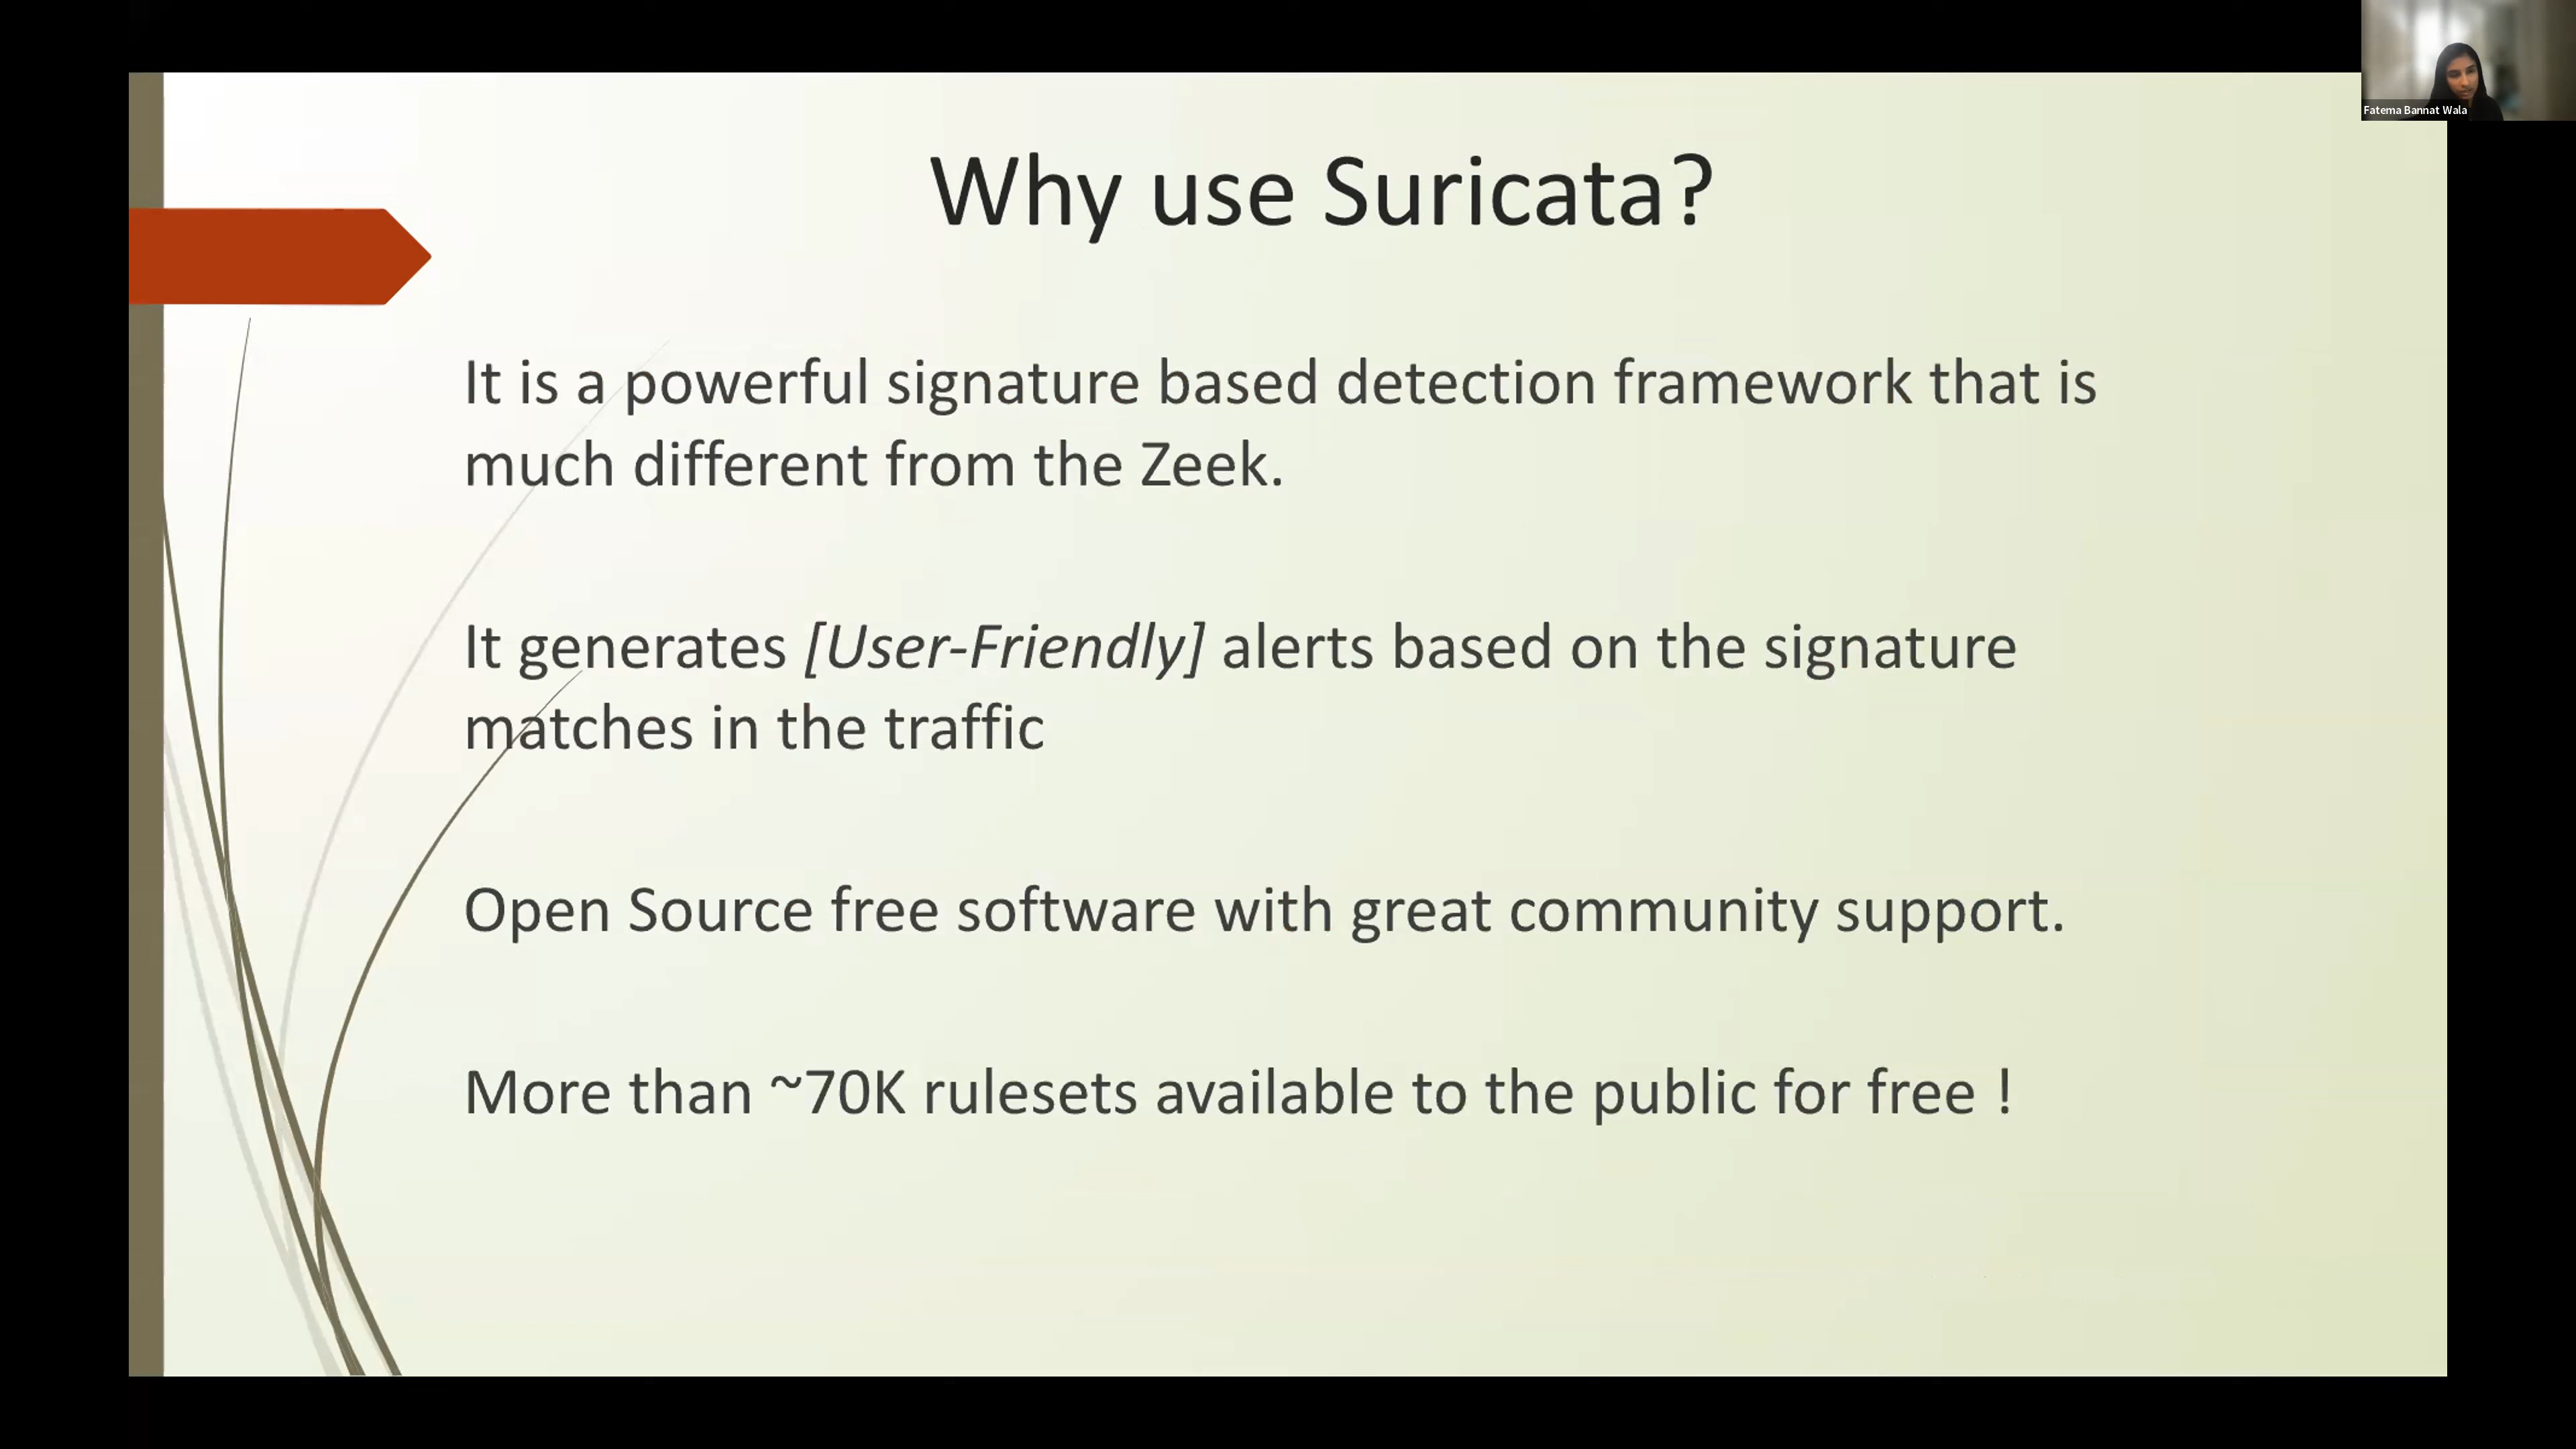 Fatema Bannat Wala
Why use Suricata?
It is a powerful signature based detection framework that is
much different from the Zeek.
It generates [User-Friendly] alerts based on the signature
matches in the traffic
Open Source free software with great community support.
More than ~70K rulesets available to the public for free !